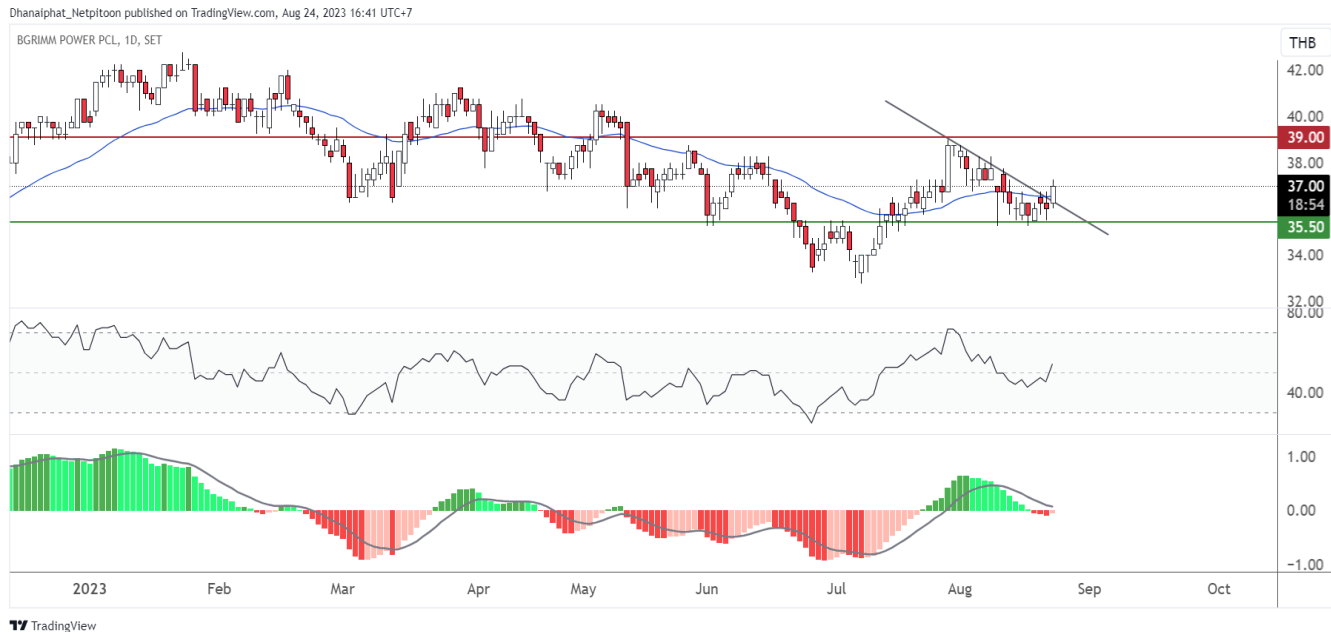 Dhanaiphat_Netpitoon published on TradingView.com, Aug 24, 2023 16:41 UTC+7
BGRIMM POWER PCL, 1D, SET
THB
42.00
40.00
39.00
38.00
37.00
18:54
35.50
34.00
32.00
80.00
40.00
1.00
0.00
−1.00
2023 Feb Mar Apr May Jun Jul Aug Sep Oct
TradingView